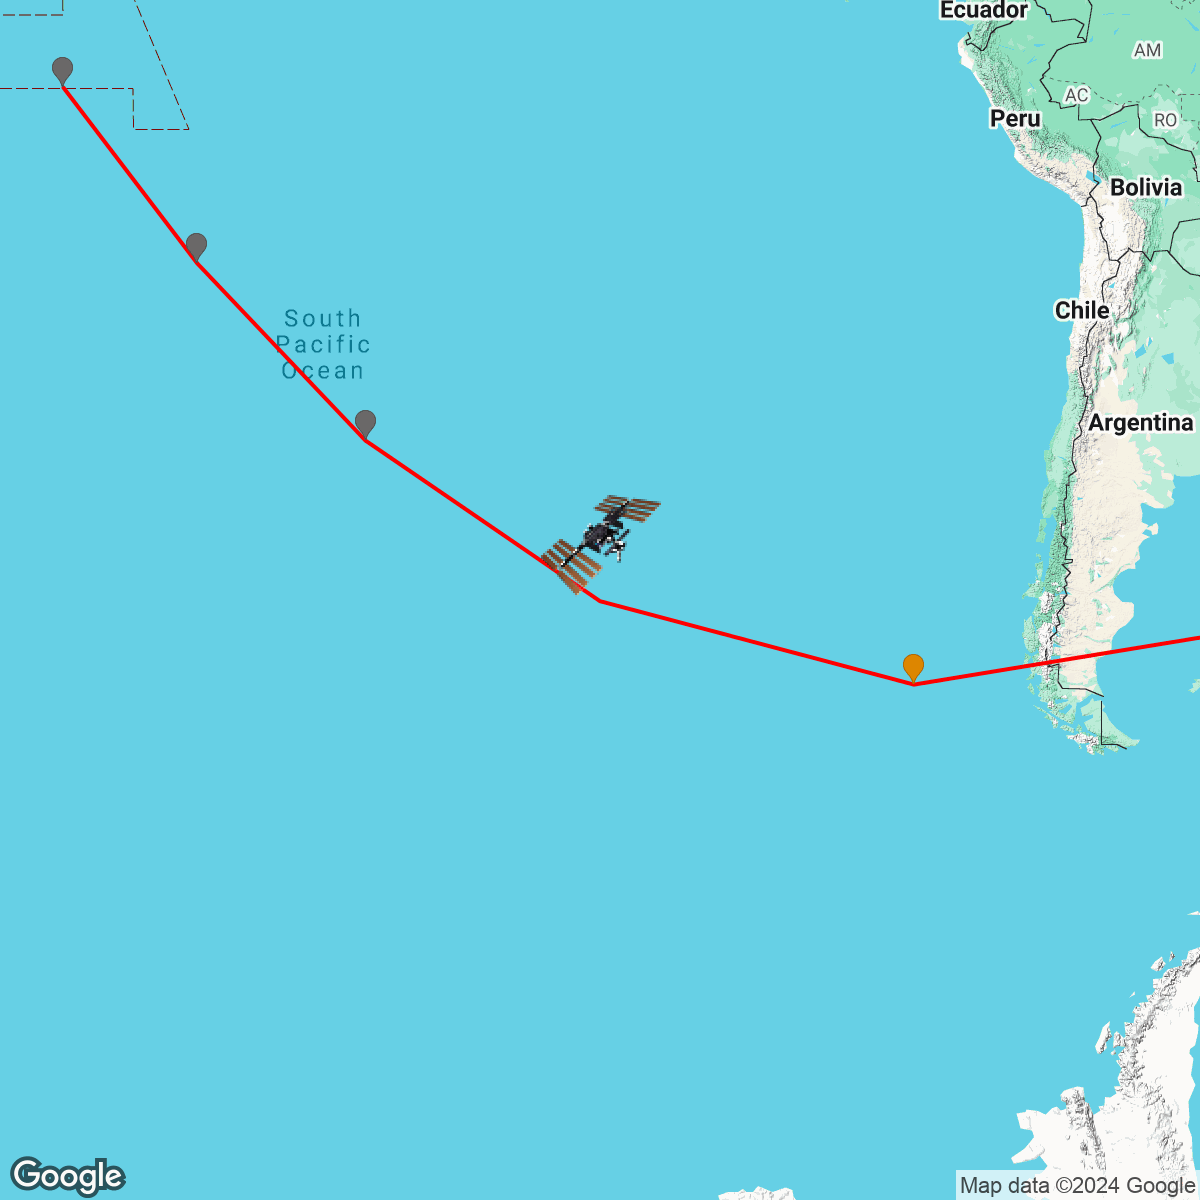 Ecuador
AM
AC
Peru
RO
Bolivia
Chile
South
Pacific
Ocean
Argentina
Google
Map data ©2024 Google